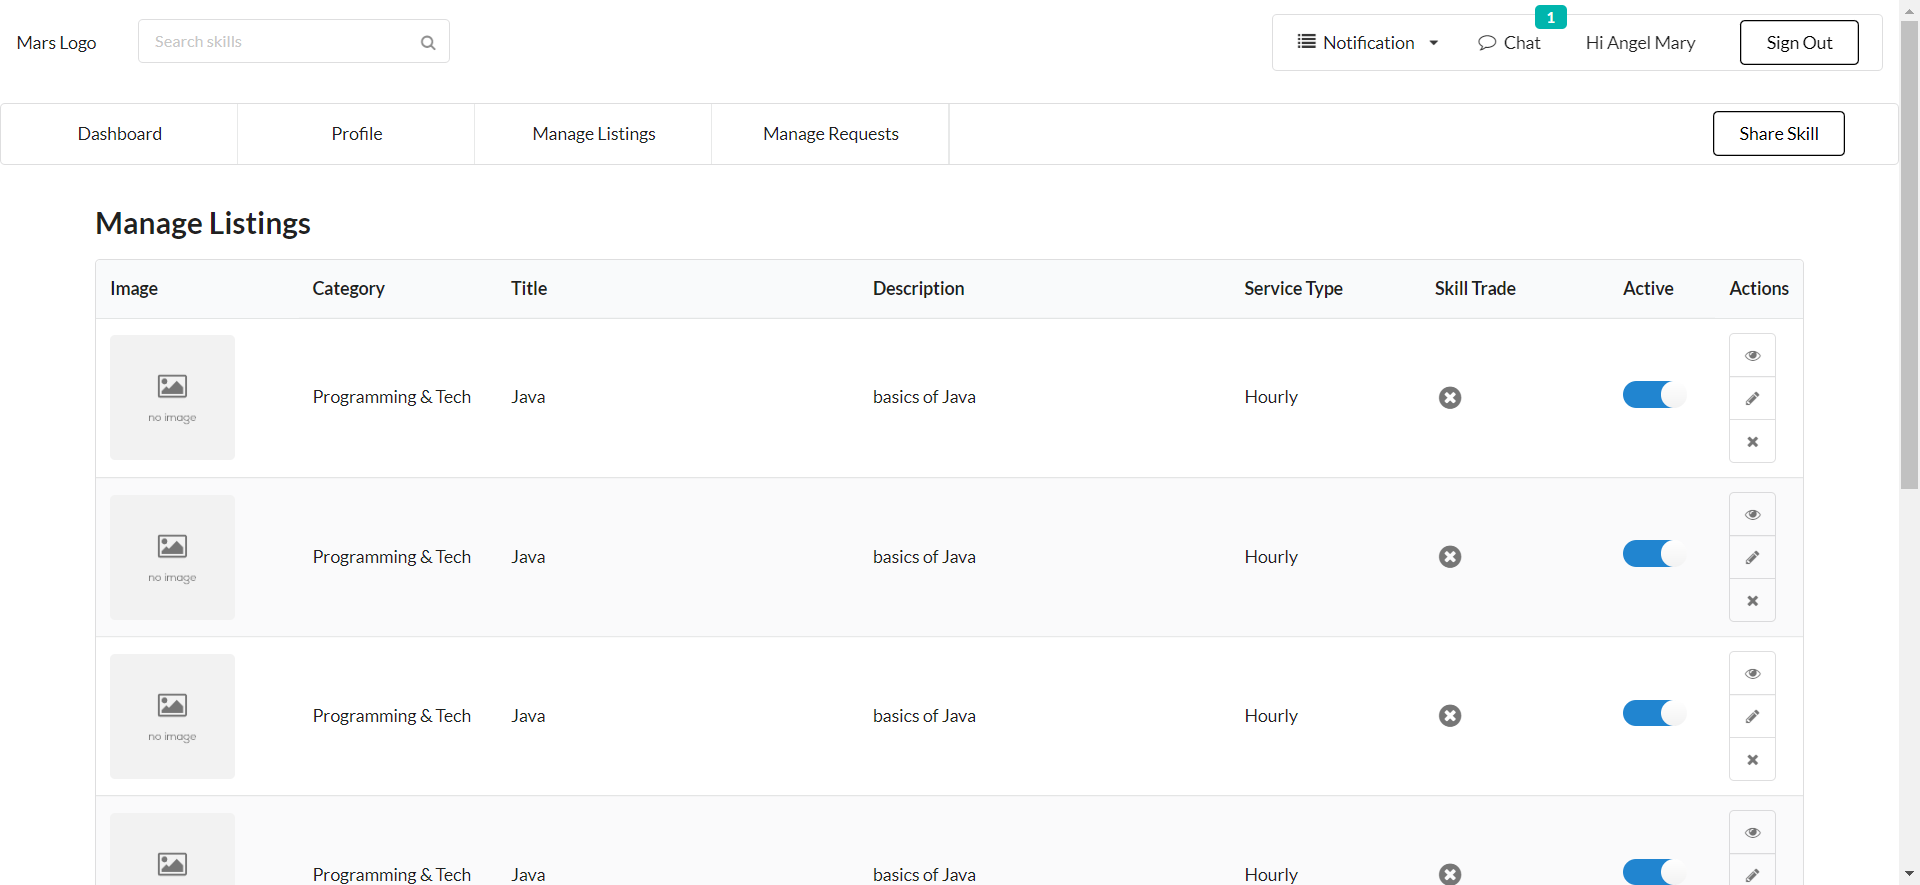 Mars Logo
Search skills
Notification
Chat
1
Hi Angel Mary
Sign Out
Dashboard
Profile
Manage Listings
Manage Requests
Share Skill
Manage Listings
Image Category Title Description Service Type Skill Trade Active Actions
no image
Programming & Tech Java basics of Java Hourly
no image
Programming & Tech Java basics of Java Hourly
no image
Programming & Tech Java basics of Java Hourly
Programming & Tech Java basics of Java Hourly